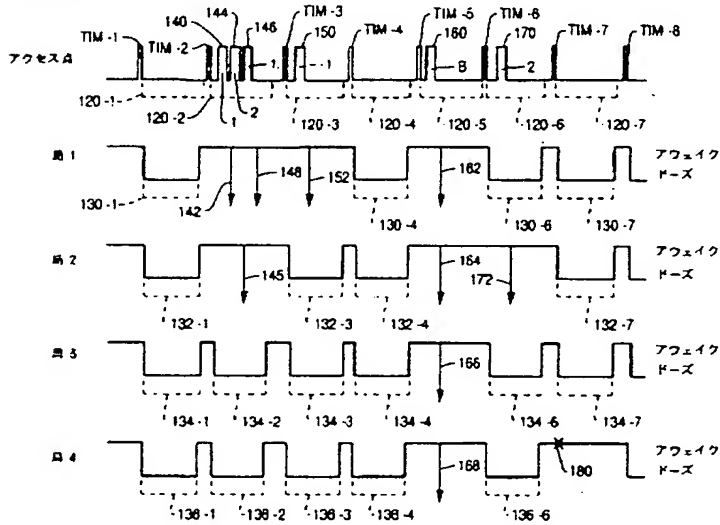 140 144 146 TIM-3 150 TIM-5 TIM-6 160 170 TIM-7 TIM-8
TIM-1 TIM-2 TIM-4
アクセス点
1 1 B 2
120-1 120-2 1 2 120-3 120-4 120-5 120-6 120-7
局1 アウェイク
ドーズ
148 152 162
130-1 142 130-4 130-6 130-7
局2 アウェイク
ドーズ
145 164 172
132-1 132-3 132-4 132-7
局3 アウェイク
ドーズ
166
134-1 134-2 134-3 134-4 134-6 134-7
局4 アウェイク
ドーズ
168 180
136-1 136-2 136-3 136-4 136-6